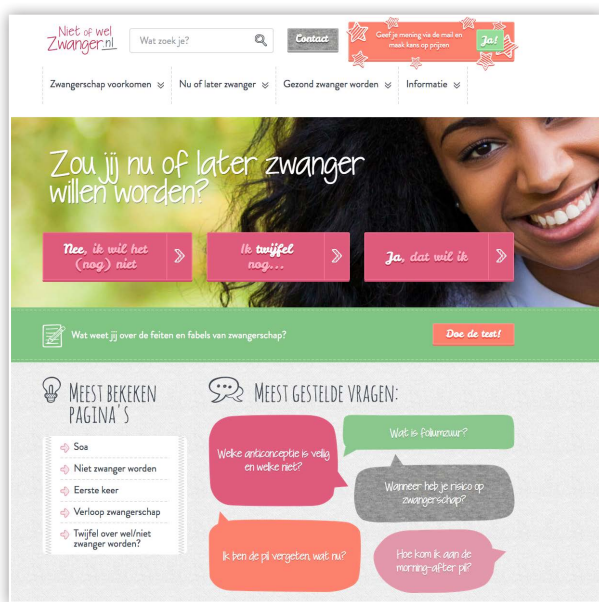 Niet of wel
Zwanger.nl
Wat zoek je?
Contact
Geef je mening via de mail en
maak kans op prijzen
Ja!
Zwangerschap voorkomen
Nu of later zwanger
Gezond zwanger worden
Informatie
Zou jij nu of later zwanger
willen worden?
Nee, ik wil het
(nog) niet
Ik twijfel
nog...
Ja, dat wil ik
Wat weet jij over de feiten en fabels van zwangerschap?
Doe de test!
MEEST BEKEKEN
PAGINA'S
Soa
Niet zwanger worden
Eerste keer
Verloop zwangerschap
Twijfel over wel/niet
zwanger worden?
MEEST GESTELDE VRAGEN:
Welke anticonceptie is veilig
en welke niet?
Wat is foliumzuur?
Wanneer heb je risico op
zwangerschap?
Ik ben de pil vergeten, wat nu?
Hoe kom ik aan de
morning-after pil?